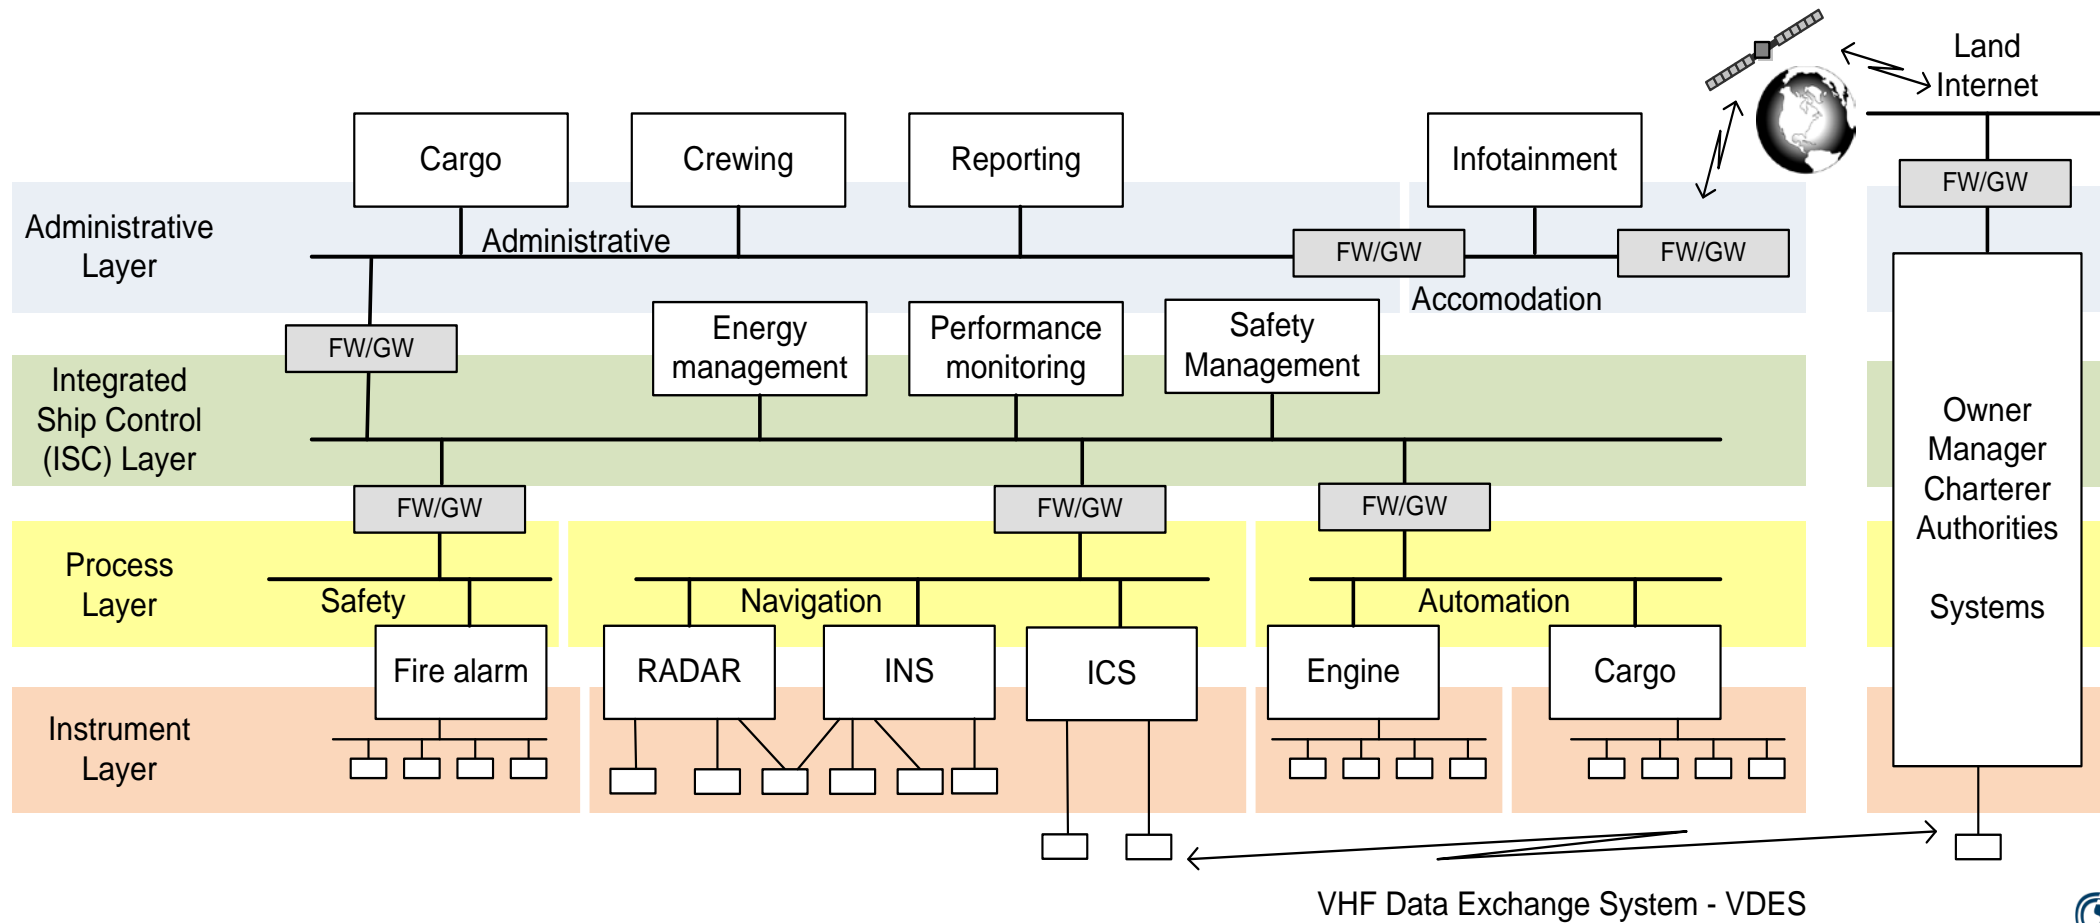 Land
Internet
Cargo
Crewing
Reporting
Infotainment
FW/GW
Administrative
Layer
Administrative
FW/GW
FW/GW
Accomodation
FW/GW
Energy
management
Performance
monitoring
Safety
Management
Integrated
Ship Control
(ISC) Layer
FW/GW
FW/GW
FW/GW
Process
Layer
Safety
Navigation
Automation
Fire alarm
RADAR
INS
ICS
Engine
Cargo
Owner
Manager
Charterer
Authorities
Systems
Instrument
Layer
VHF Data Exchange System - VDES